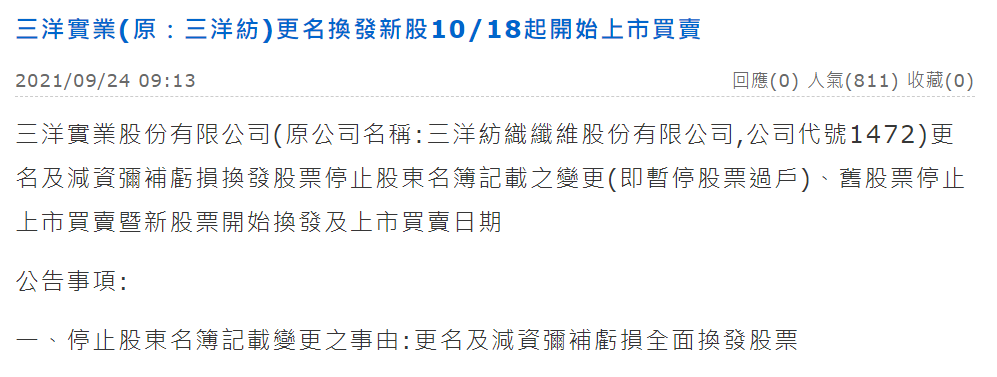 三洋實業(原：三洋紡)更名換發新股10/18起開始上市買賣
2021/09/24 09:13 回應(0) 人氣(811) 收藏(0)
三洋實業股份有限公司(原公司名稱:三洋紡織纖維股份有限公司,公司代號1472)更
名及減資彌補虧損換發股票停止股東名簿記載之變更(即暫停股票過戶)、舊股票停止
上市買賣暨新股票開始換發及上市買賣日期
公告事項:
一、停止股東名簿記載變更之事由:更名及減資彌補虧損全面換發股票